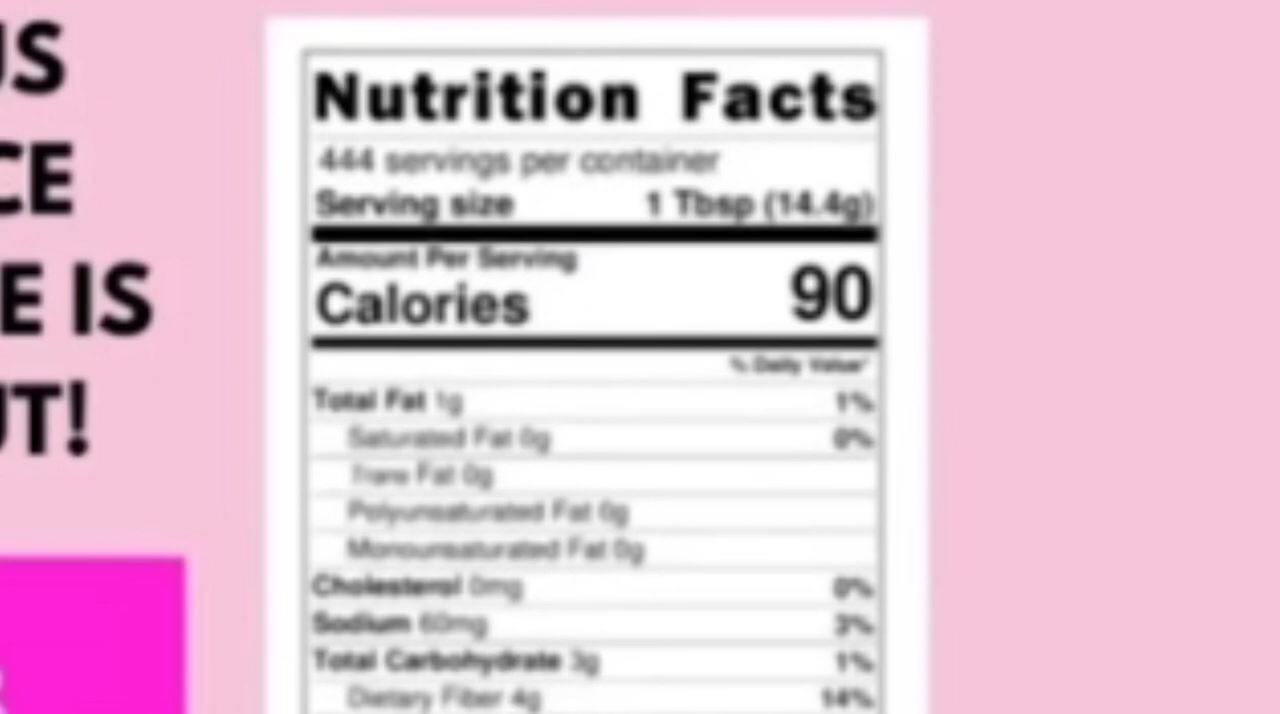 US
CE
E IS
UT!
Nutrition Facts
444 servings per container
Serving size 1 Tbsp (14.4g)
Amount Per Serving
Calories 90
% Daily Value*
Total Fat 1g 1%
Saturated Fat 0g 0%
Trans Fat 0g
Polyunsaturated Fat 0g
Monounsaturated Fat 0g
Cholesterol 0mg 0%
Sodium 60mg 3%
Total Carbohydrate 3g 1%
Dietary Fiber 4g 14%